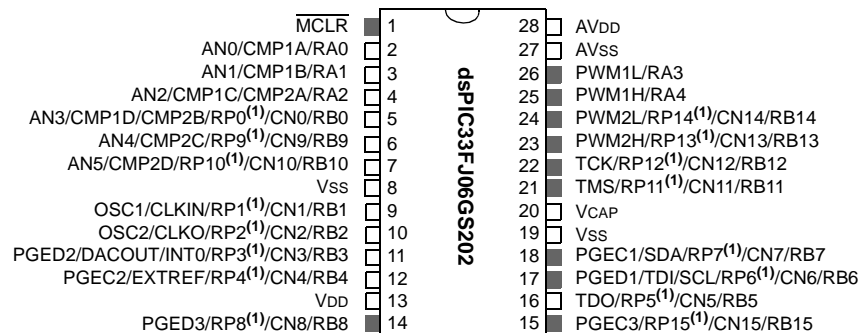 MCLR 1 28 AVDD
AN0/CMP1A/RA0 2 27 AVSS
AN1/CMP1B/RA1 3 26 PWM1L/RA3
AN2/CMP1C/CMP2A/RA2 4 25 PWM1H/RA4
AN3/CMP1D/CMP2B/RP0(1)/CN0/RB0 5 24 PWM2L/RP14(1)/CN14/RB14
AN4/CMP2C/RP9(1)/CN9/RB9 6 23 PWM2H/RP13(1)/CN13/RB13
AN5/CMP2D/RP10(1)/CN10/RB10 7 22 TCK/RP12(1)/CN12/RB12
VSS 8 21 TMS/RP11(1)/CN11/RB11
OSC1/CLKIN/RP1(1)/CN1/RB1 9 20 VCAP
OSC2/CLKO/RP2(1)/CN2/RB2 10 19 VSS
PGED2/DACOUT/INT0/RP3(1)/CN3/RB3 11 18 PGEC1/SDA/RP7(1)/CN7/RB7
PGEC2/EXTREF/RP4(1)/CN4/RB4 12 17 PGED1/TDI/SCL/RP6(1)/CN6/RB6
VDD 13 16 TDO/RP5(1)/CN5/RB5
PGED3/RP8(1)/CN8/RB8 14 15 PGEC3/RP15(1)/CN15/RB15
dsPIC33FJ06GS202